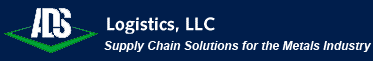 ADS
Logistics, LLC
Supply Chain Solutions for the Metals Industry